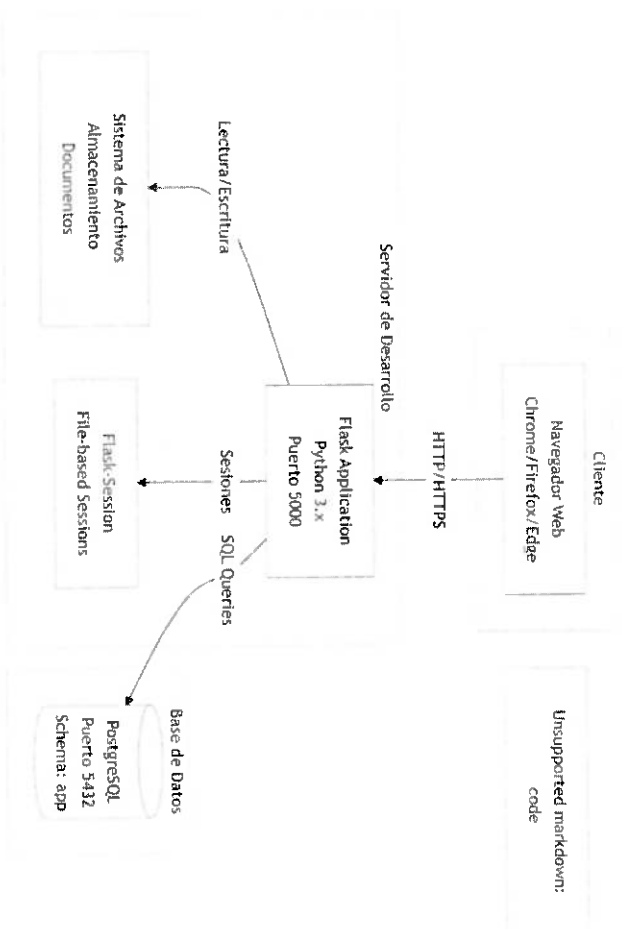 Cliente
Navegador Web
Chrome/Firefox/Edge
Unsupported markdown:
code
HTTP/HTTPS
Servidor de Desarrollo
Flask Application
Python 3.x
Puerto 5000
Lectura/Escritura
Sesiones
SQL Queries
Sistema de Archivos
Almacenamiento
Documentos
Flask-Session
File-based Sessions
Base de Datos
PostgreSQL
Puerto 5432
Schema: app